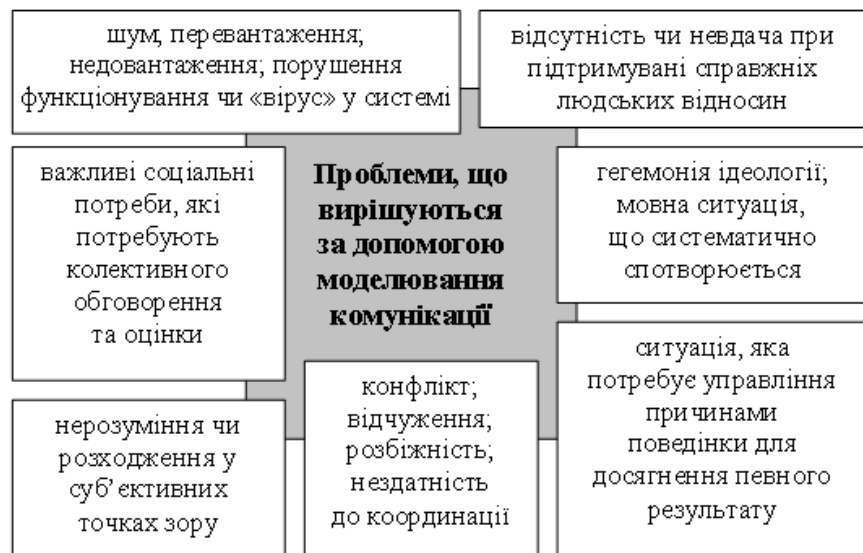 шум; перевантаження;
недовантаження; порушення
функціонування чи «вірус» у системі
відсутність чи невдача при
підтримувані справжніх
людських відносин
важливі соціальні
потреби, які
потребують
колективного
обговорення
та оцінки
Проблеми, що
вирішуються
за допомогою
моделювання
комунікації
гегемонія ідеології;
мовна ситуація,
що систематично
спотворюється
нерозуміння чи
розходження у
суб’єктивних
точках зору
конфлікт;
відчуження;
розбіжність;
нездатність
до координації
ситуація, яка
потребує управління
причинами
поведінки для
досягнення певного
результату